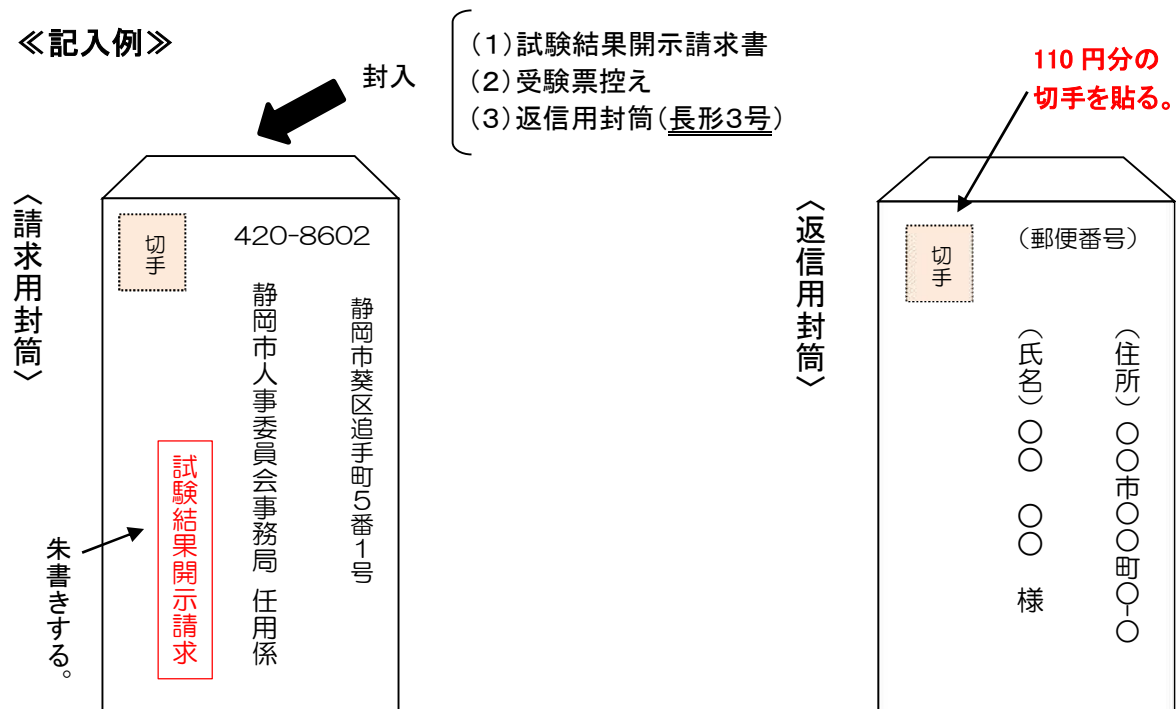 ≪記入例≫
封入
(1)試験結果開示請求書
(2)受験票控え
(3)返信用封筒(長形3号)
110 円分の
切手を貼る。
〈請求用封筒〉
切手
420-8602
静岡市葵区追手町5番1号
静岡市人事委員会事務局 任用係
試験結果開示請求
朱書きする。
〈返信用封筒〉
切手
(郵便番号)
(住所)○○市○○町○-○
(氏名)○○ ○○ 様